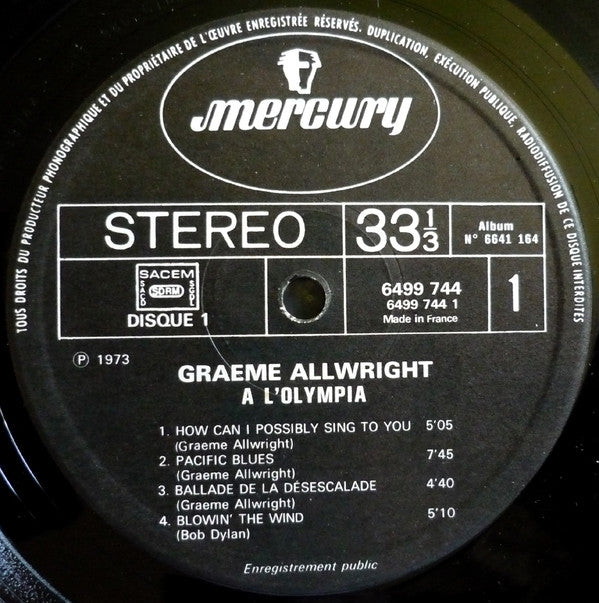 TOUS DROITS DU PRODUCTEUR PHONOGRAPHIQUE ET DU PROPRIÉTAIRE DE L'ŒUVRE ENREGISTRÉE RÉSERVÉS. DUPLICATION, EXÉCUTION PUBLIQUE, RADIODIFFUSION DE CE DISQUE INTERDITES
mercury
STEREO
33 1/3
Album
N° 6641 164
SACEM
SACD SDRM SGDL
DISQUE 1
6499 744
6499 744 1
Made in France
1
℗ 1973
GRAEME ALLWRIGHT
A L'OLYMPIA
1. HOW CAN I POSSIBLY SING TO YOU 5'05
(Graeme Allwright)
2. PACIFIC BLUES 7'45
(Graeme Allwright)
3. BALLADE DE LA DÉSESCALADE 4'40
(Graeme Allwright)
4. BLOWIN' THE WIND 5'10
(Bob Dylan)
Enregistrement public